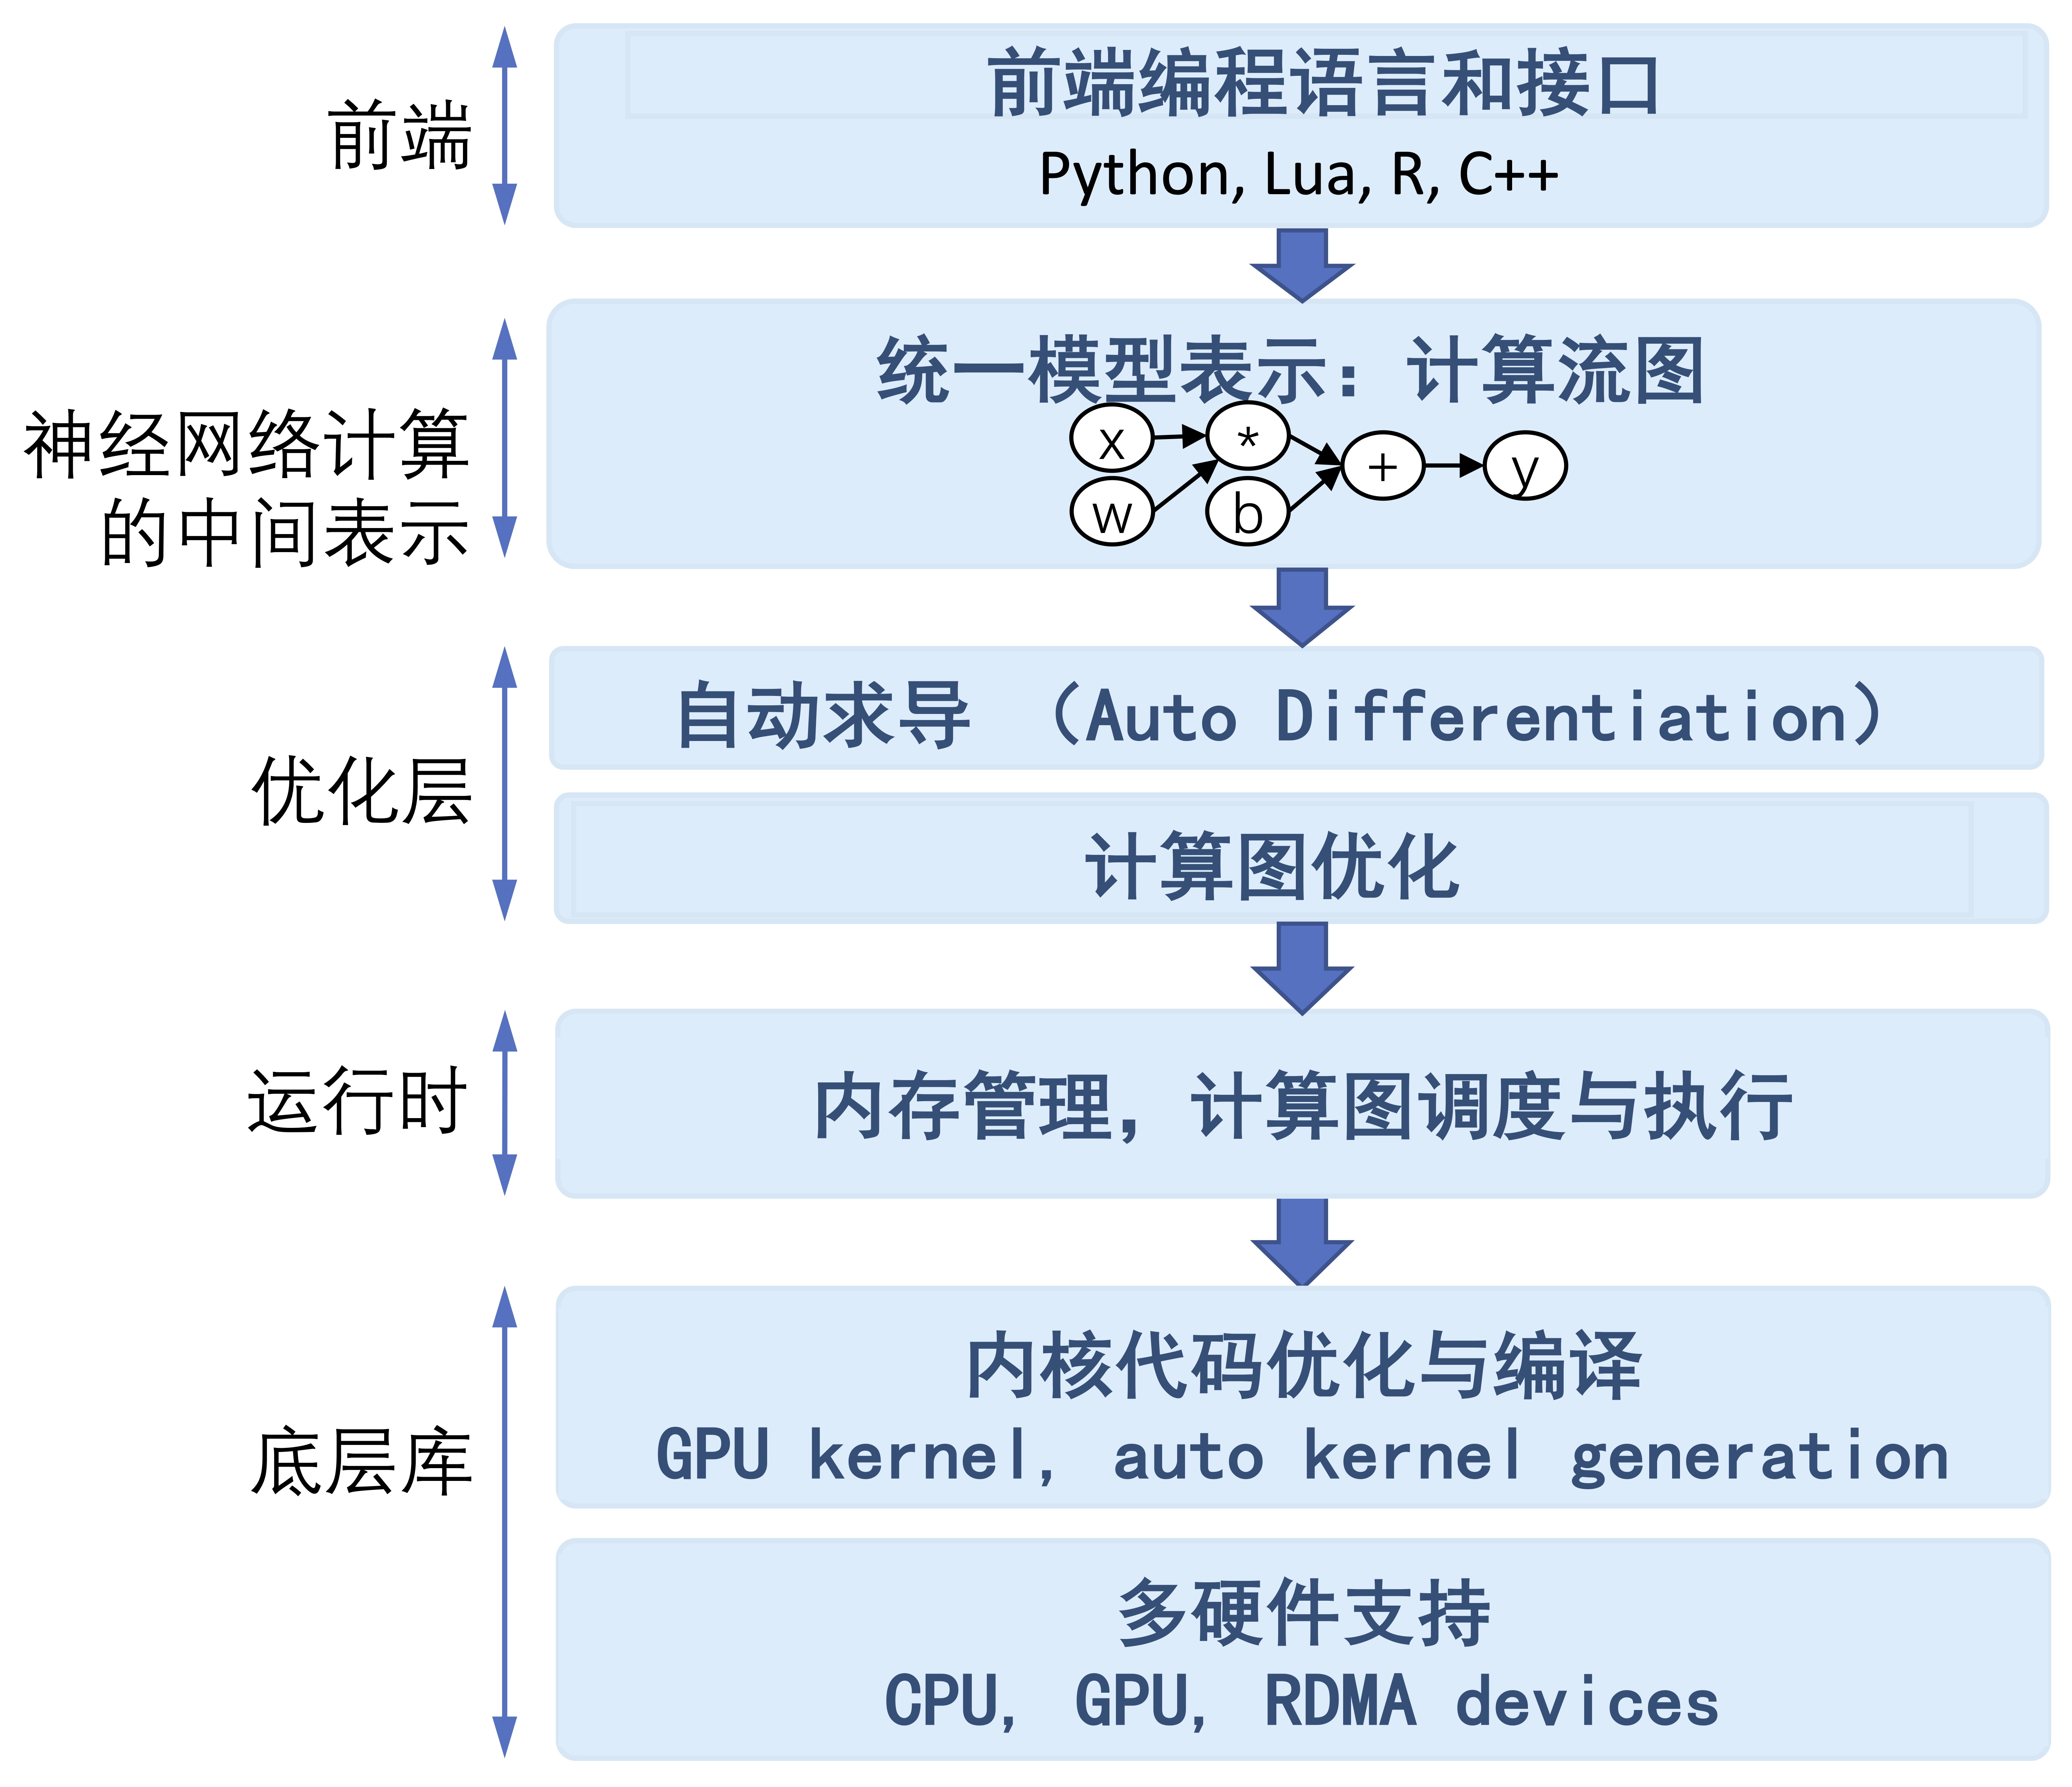 前端
前端编程语言和接口
Python, Lua, R, C++
神经网络计算
的中间表示
统一模型表示：计算流图
x
*
+
y
w
b
优化层
自动求导 （Auto Differentiation）
计算图优化
运行时
内存管理，计算图调度与执行
底层库
内核代码优化与编译
GPU kernel, auto kernel generation
多硬件支持
CPU, GPU, RDMA devices